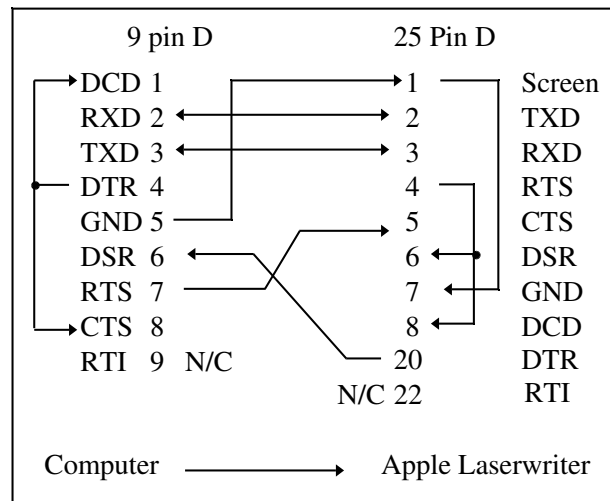 9 pin D 25 Pin D
DCD 1 1 Screen
RXD 2 2 TXD
TXD 3 3 RXD
DTR 4 4 RTS
GND 5 5 CTS
DSR 6 6 DSR
RTS 7 7 GND
CTS 8 8 DCD
RTI 9 N/C 20 DTR
N/C 22 RTI
Computer Apple Laserwriter